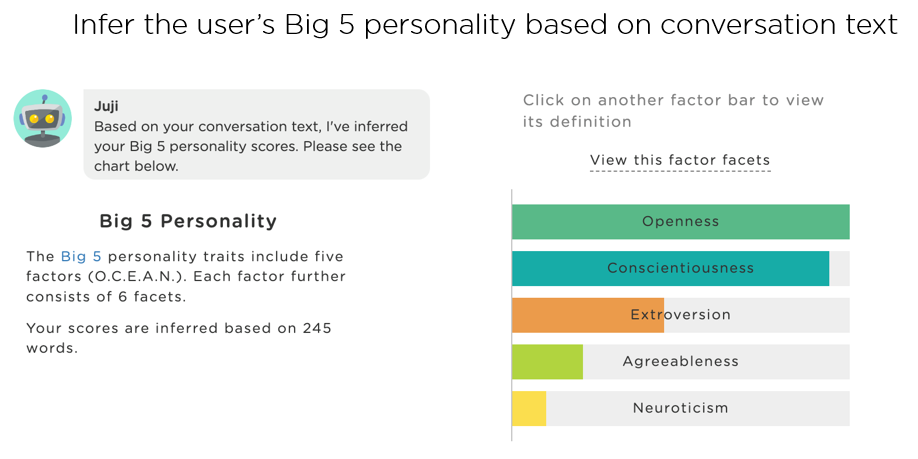 Infer the user's Big 5 personality based on conversation text
Juji
Based on your conversation text, I've inferred
your Big 5 personality scores. Please see the
chart below.
Big 5 Personality
The Big 5 personality traits include five
factors (O.C.E.A.N.). Each factor further
consists of 6 facets.
Your scores are inferred based on 245
words.
Click on another factor bar to view
its definition
View this factor facets
Openness
Conscientiousness
Extroversion
Agreeableness
Neuroticism